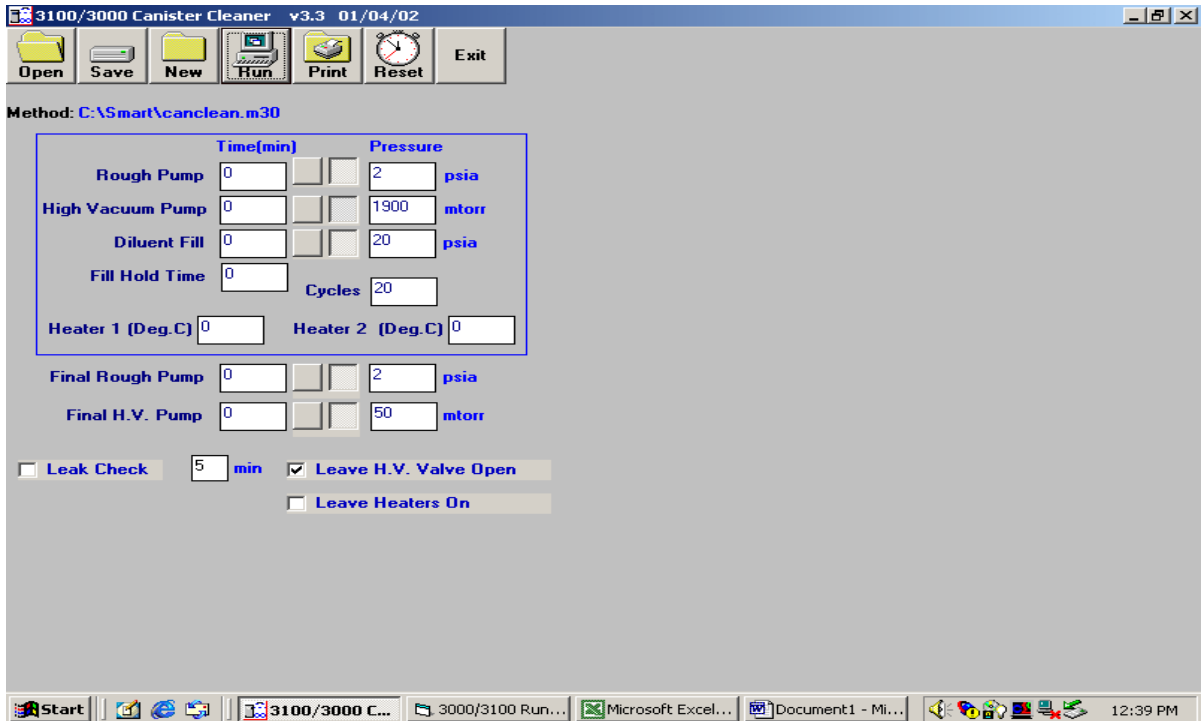 3100/3000 Canister Cleaner v3.3 01/04/02
Open Save New Run Print Reset Exit
Method: C:\Smart\canclean.m30
Time(min) Pressure
Rough Pump 0 2 psia
High Vacuum Pump 0 1900 mtorr
Diluent Fill 0 20 psia
Fill Hold Time 0
Cycles 20
Heater 1 (Deg.C) 0 Heater 2 (Deg.C) 0
Final Rough Pump 0 2 psia
Final H.V. Pump 0 50 mtorr
Leak Check 5 min Leave H.V. Valve Open
Leave Heaters On
Start 3100/3000 C... 3000/3100 Run... Microsoft Excel... Document1 - Mi... 12:39 PM